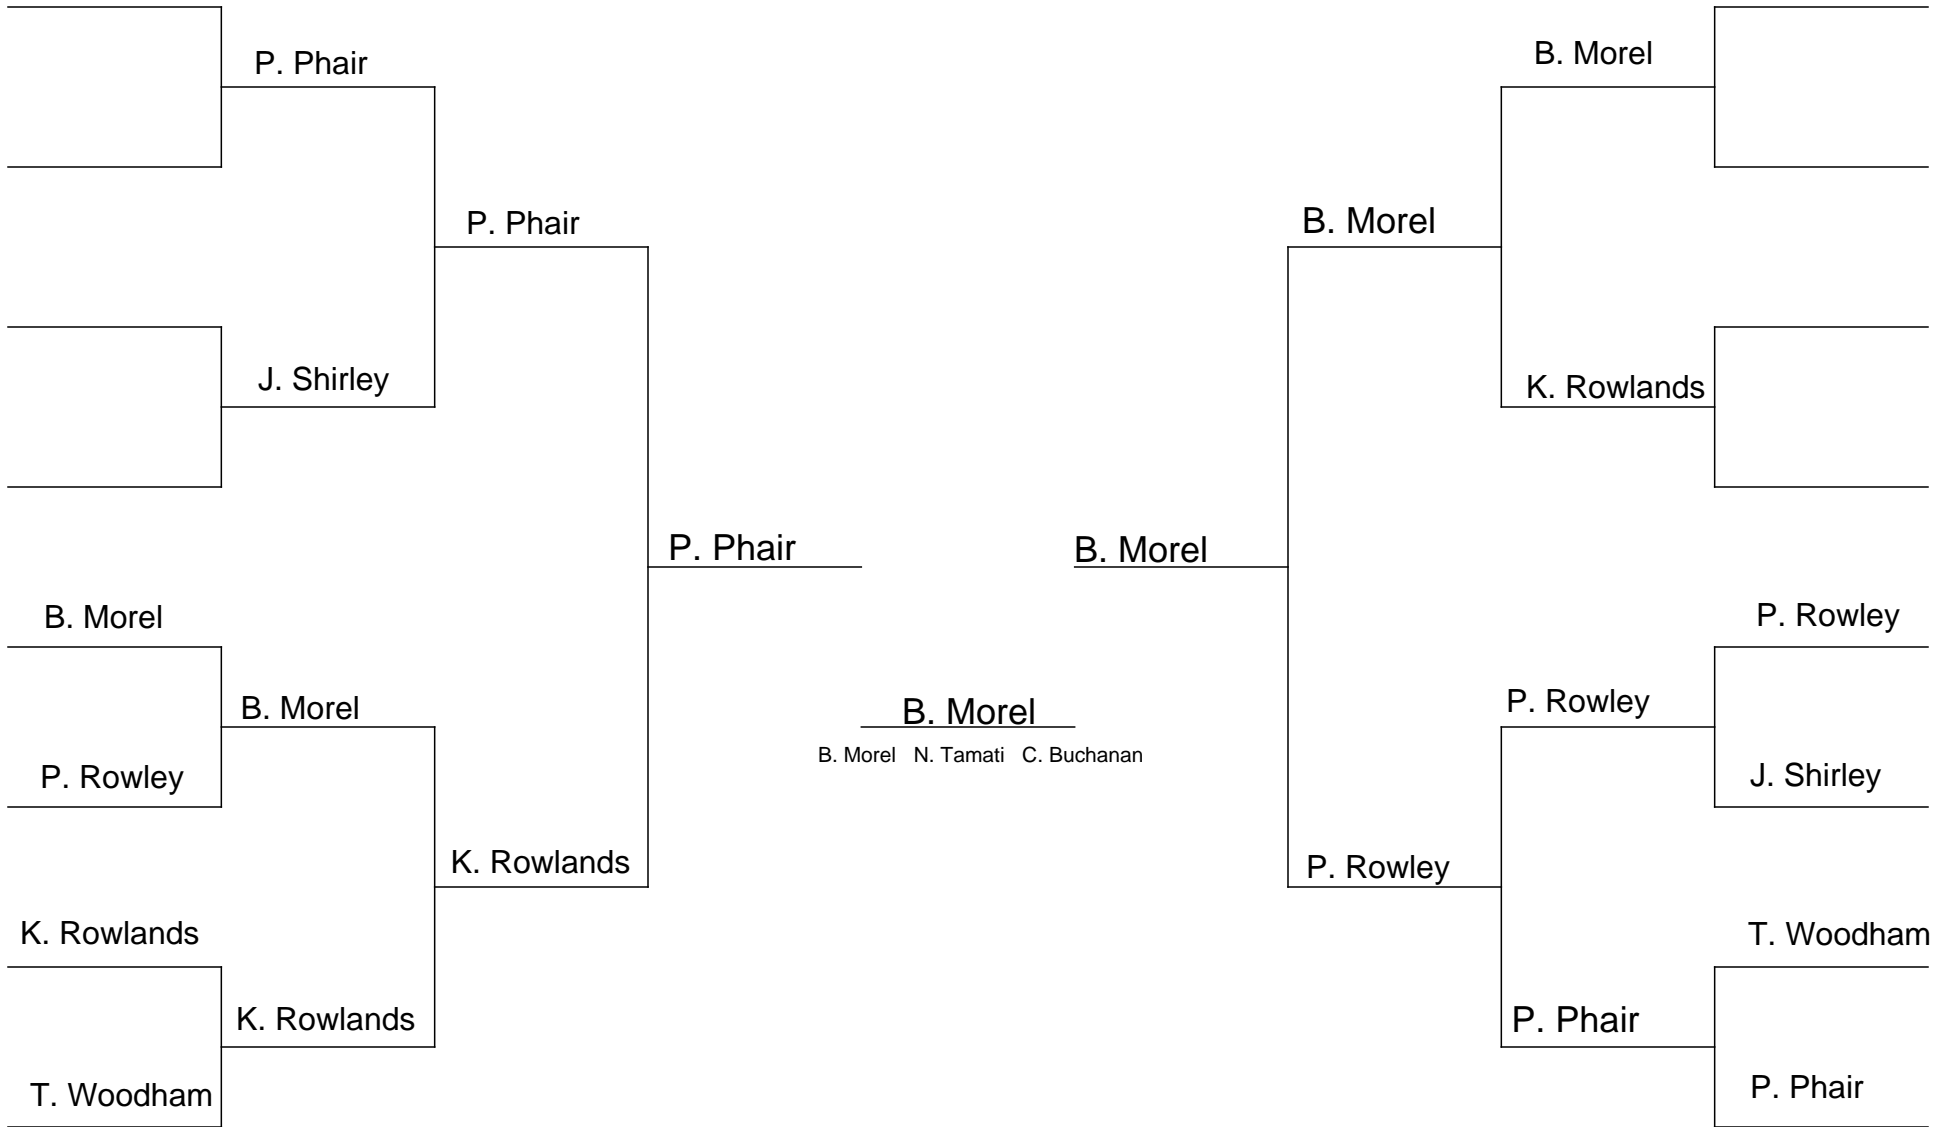 P. Phair
B. Morel
P. Phair
B. Morel
J. Shirley
K. Rowlands
P. Phair
B. Morel
B. Morel
P. Rowley
B. Morel
B. Morel
P. Rowley
B. Morel N. Tamati C. Buchanan
P. Rowley
J. Shirley
K. Rowlands
P. Rowley
K. Rowlands
T. Woodham
K. Rowlands
P. Phair
T. Woodham
P. Phair